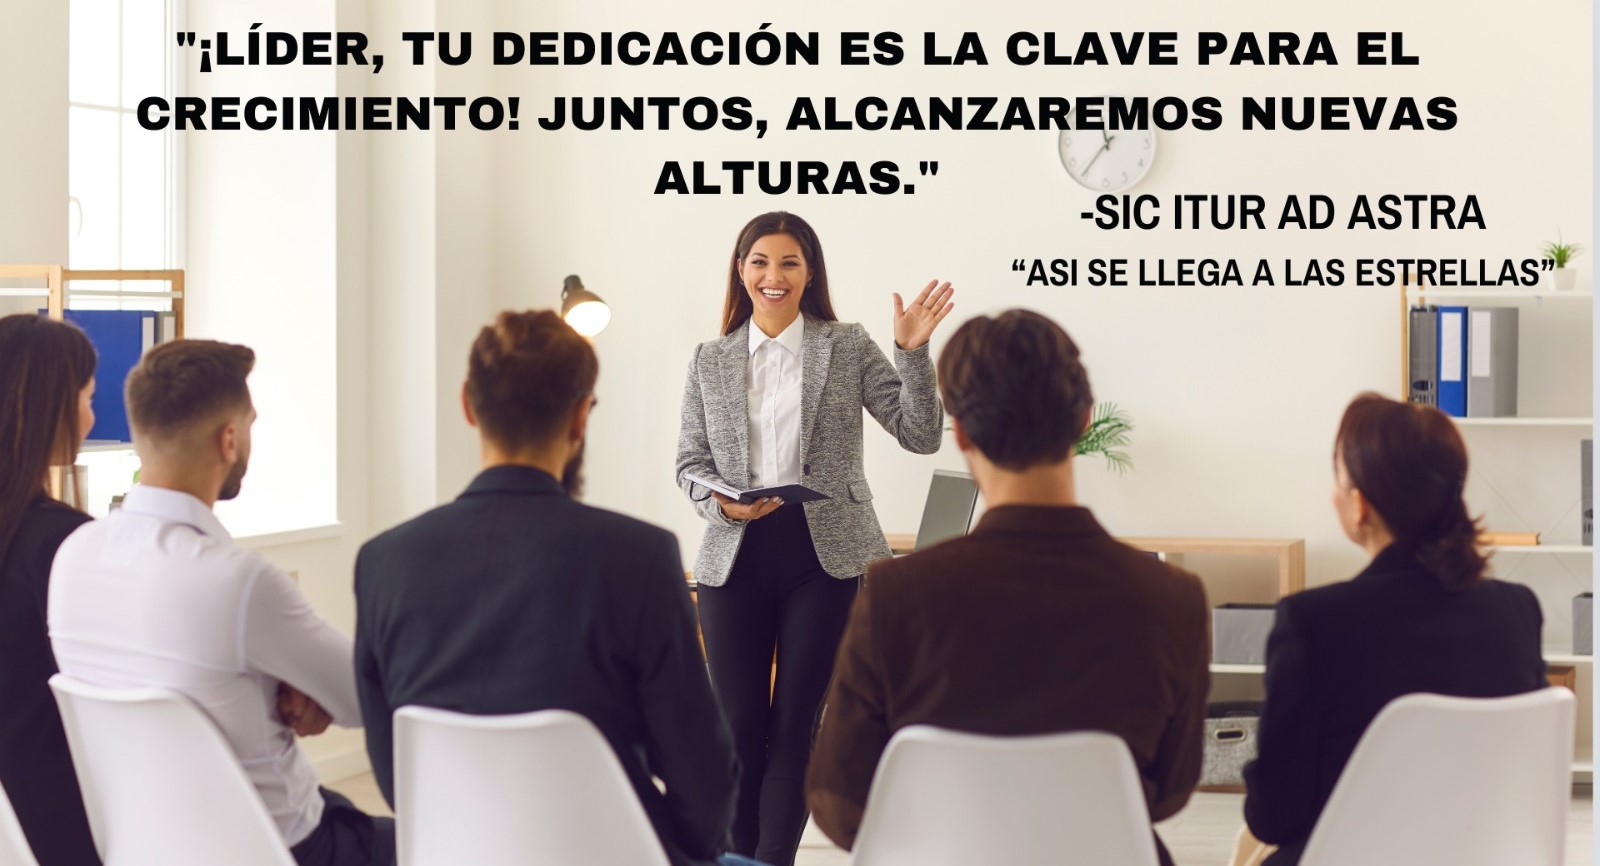 "¡LÍDER, TU DEDICACIÓN ES LA CLAVE PARA EL
CRECIMIENTO! JUNTOS, ALCANZAREMOS NUEVAS
ALTURAS."
-SIC ITUR AD ASTRA
“ASI SE LLEGA A LAS ESTRELLAS”